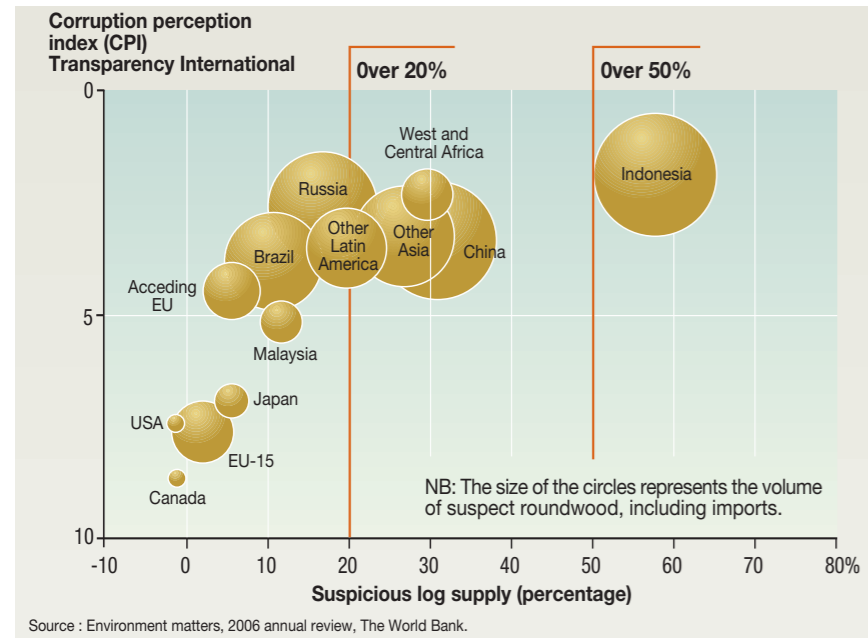 Corruption perception
index (CPI)
Transparency International
Over 20%
Over 50%
0
West and
Central Africa
Russia
Indonesia
Other
Latin
America
Other
Asia
China
Brazil
Acceding
EU
5
Malaysia
Japan
USA
EU-15
Canada
NB: The size of the circles represents the volume
of suspect roundwood, including imports.
10
-10 0 10 20 30 40 50 60 70 80%
Suspicious log supply (percentage)
Source : Environment matters, 2006 annual review, The World Bank.